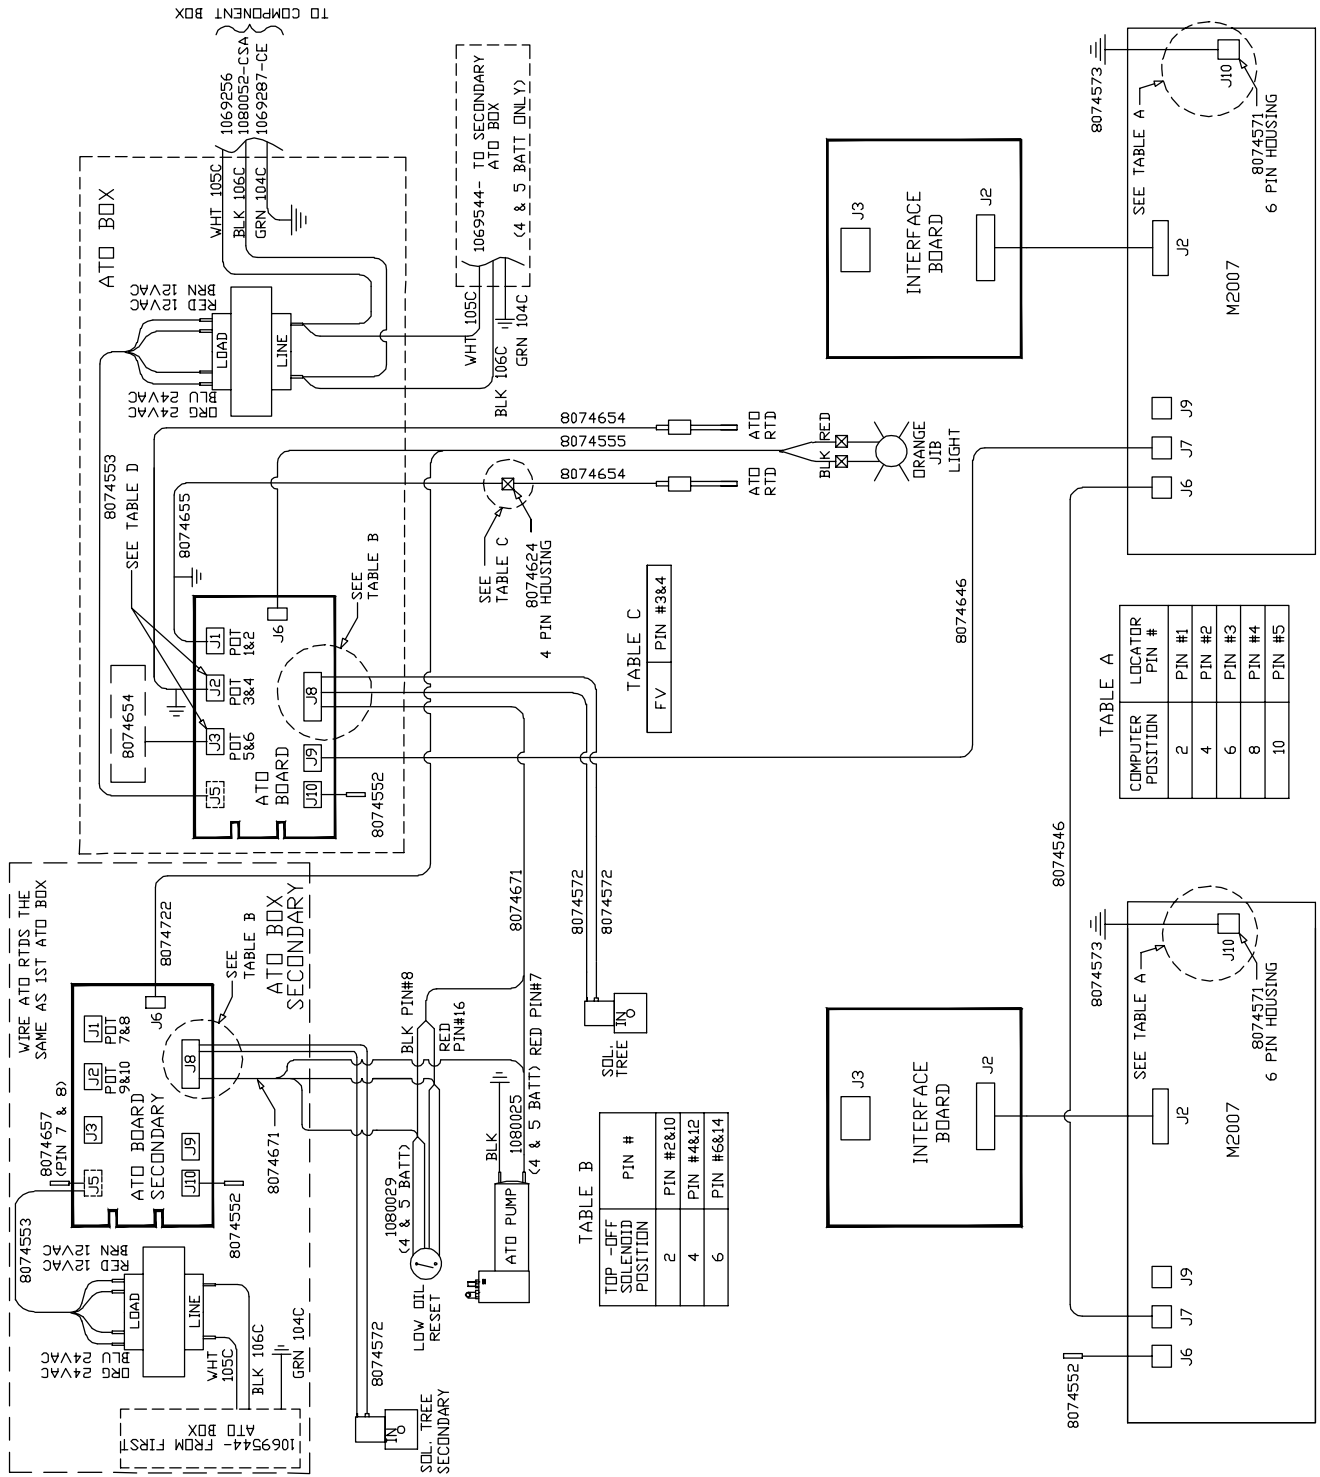 TO COMPONENT BOX
1069256
1080052-CSA
1069287-CE
ATO BOX
WHT 105C
BLK 106C
GRN 104C
RED 12VAC
BRN 12VAC
LOAD
LINE
ORG 24VAC
BLU 24VAC
1069544- TO SECONDARY
ATO BOX
(4 & 5 BATT ONLY)
WHT 105C
BLK 106C
GRN 104C
8074553
SEE TABLE D
8074655
8074654
8074555
8074654
ATO
RTD
ATO
RTD
BLK
RED
ORANGE
JIB
LIGHT
SEE
TABLE C
8074624
4 PIN HOUSING
8074654
J1
POT
1&2
J2
POT
3&4
J3
POT
5&6
J5
J6
J8
J9
J10
ATO
BOARD
SEE
TABLE B
8074552
TABLE C
FV
PIN #3&4
8074646
WIRE ATO RTDS THE
SAME AS 1ST ATO BOX
ATO BOX
SECONDARY
8074722
8074657
(PIN 7 & 8)
J1
POT
7&8
J2
POT
9&10
J3
J5
J6
J8
J9
J10
ATO BOARD
SECONDARY
SEE
TABLE B
8074671
8074552
8074553
RED 12VAC
BRN 12VAC
LOAD
LINE
ORG 24VAC
BLU 24VAC
WHT
105C
BLK 106C
GRN 104C
1069544- FROM FIRST
ATO BOX
8074572
IN
SOL. TREE
SECONDARY
LOW OIL
RESET
1080029
(4 & 5 BATT)
BLK PIN#8
RED
PIN#16
ATO PUMP
BLK
1080025
(4 & 5 BATT) RED PIN#7
8074671
8074572
8074572
IN
SOL.
TREE
TABLE B
TOP -OFF
SOLENOID
POSITION
PIN #
2
PIN #2&10
4
PIN #4&12
6
PIN #6&14
INTERFACE
BOARD
J3
J2
8074573
SEE TABLE A
J10
8074571
6 PIN HOUSING
J2
M2007
J9
J7
J6
TABLE A
COMPUTER
POSITION
LOCATOR
PIN #
2
PIN #1
4
PIN #2
6
PIN #3
8
PIN #4
10
PIN #5
8074546
INTERFACE
BOARD
J3
J2
8074573
SEE TABLE A
J10
8074571
6 PIN HOUSING
J2
M2007
J9
J7
J6
8074552